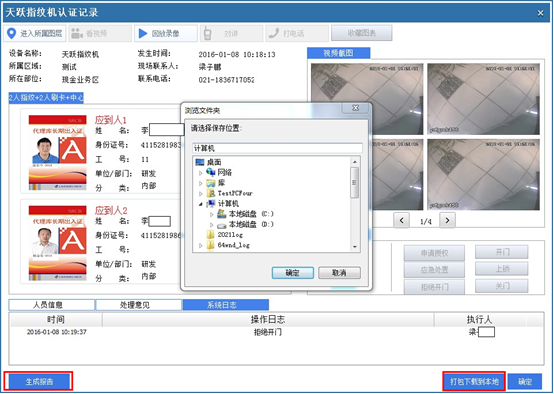 天跃指纹机认证记录
进入所属图层 看视频 回放录像 对讲 打电话 收藏图表
设备名称: 天跃指纹机 发生时间: 2016-01-08 10:18:13
所属区域: 测试 现场联系人: 梁子鹏
所在部位: 现金业务区 联系电话: 021-1836717052
视频截图
2人指纹+2人刷卡+中心
应到人1
代理库长期出入证
姓 名: 李
身份证号: 4115281983
工 号: 11
单位/部门: 研发
分 类: 内部
应到人2
代理库长期出入证
姓 名: 李
身份证号: 4115281986
工 号:
单位/部门: 研发
分 类: 内部
浏览文件夹
请选择保存位置:
计算机
桌面
网络
库
TestPCFour
计算机
本地磁盘 (C:)
本地磁盘 (D:)
2021log
64wnd_log
确定 取消
1/4
申请授权 开门
应急处置 上锁
拒绝开门 关门
人员信息 处理意见 系统日志
时间 操作日志 执行人
2016-01-08 10:19:37 拒绝开门 梁
生成报告 打包下载到本地 确定